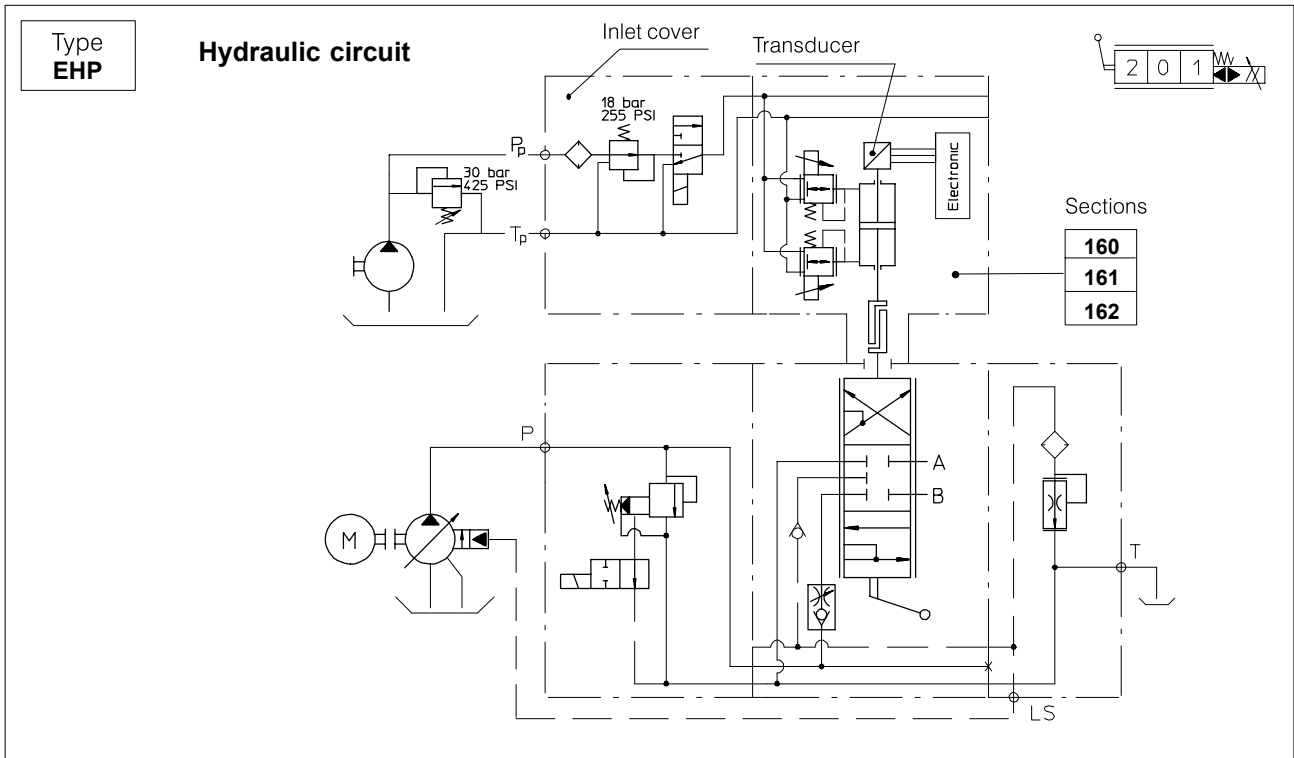 Type
EHP
Hydraulic circuit
Inlet cover
Transducer
2 0 1
18 bar
255 PSI
Pp
30 bar
425 PSI
Tp
Electronic
Sections
160
161
162
P
A
B
M
T
LS